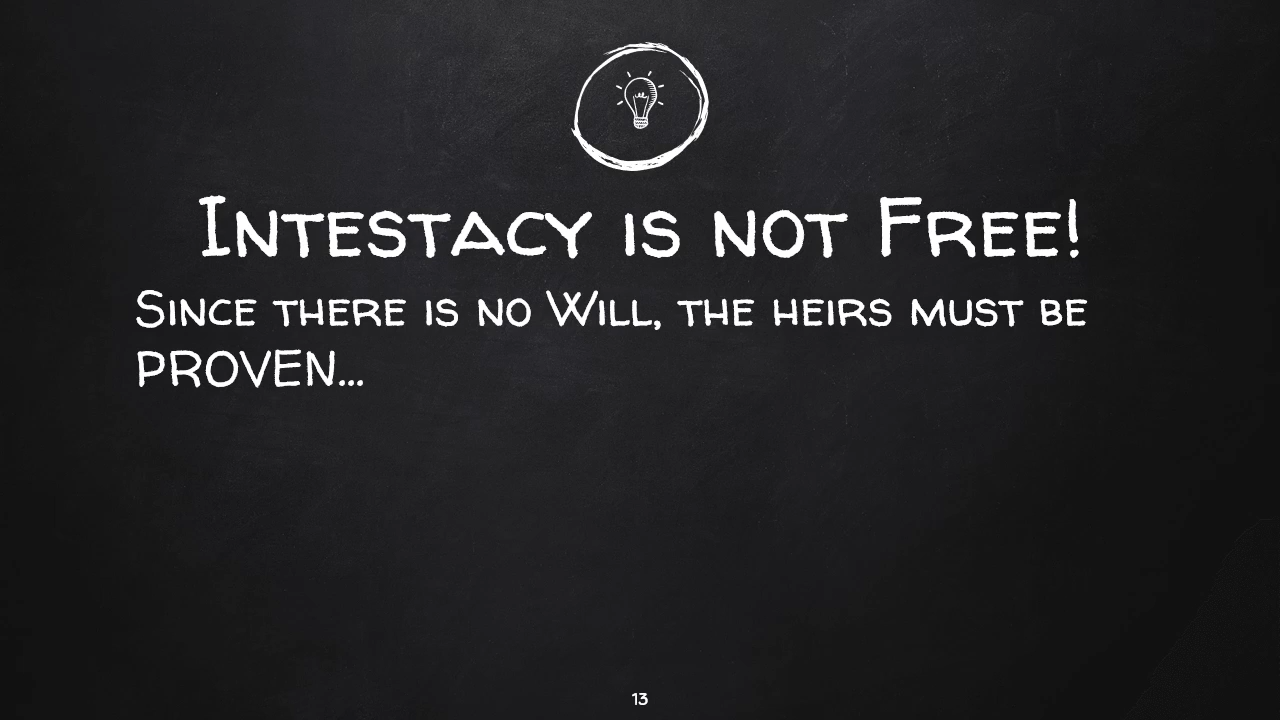 Intestacy is not Free!
Since there is no Will, the heirs must be
PROVEN…
13